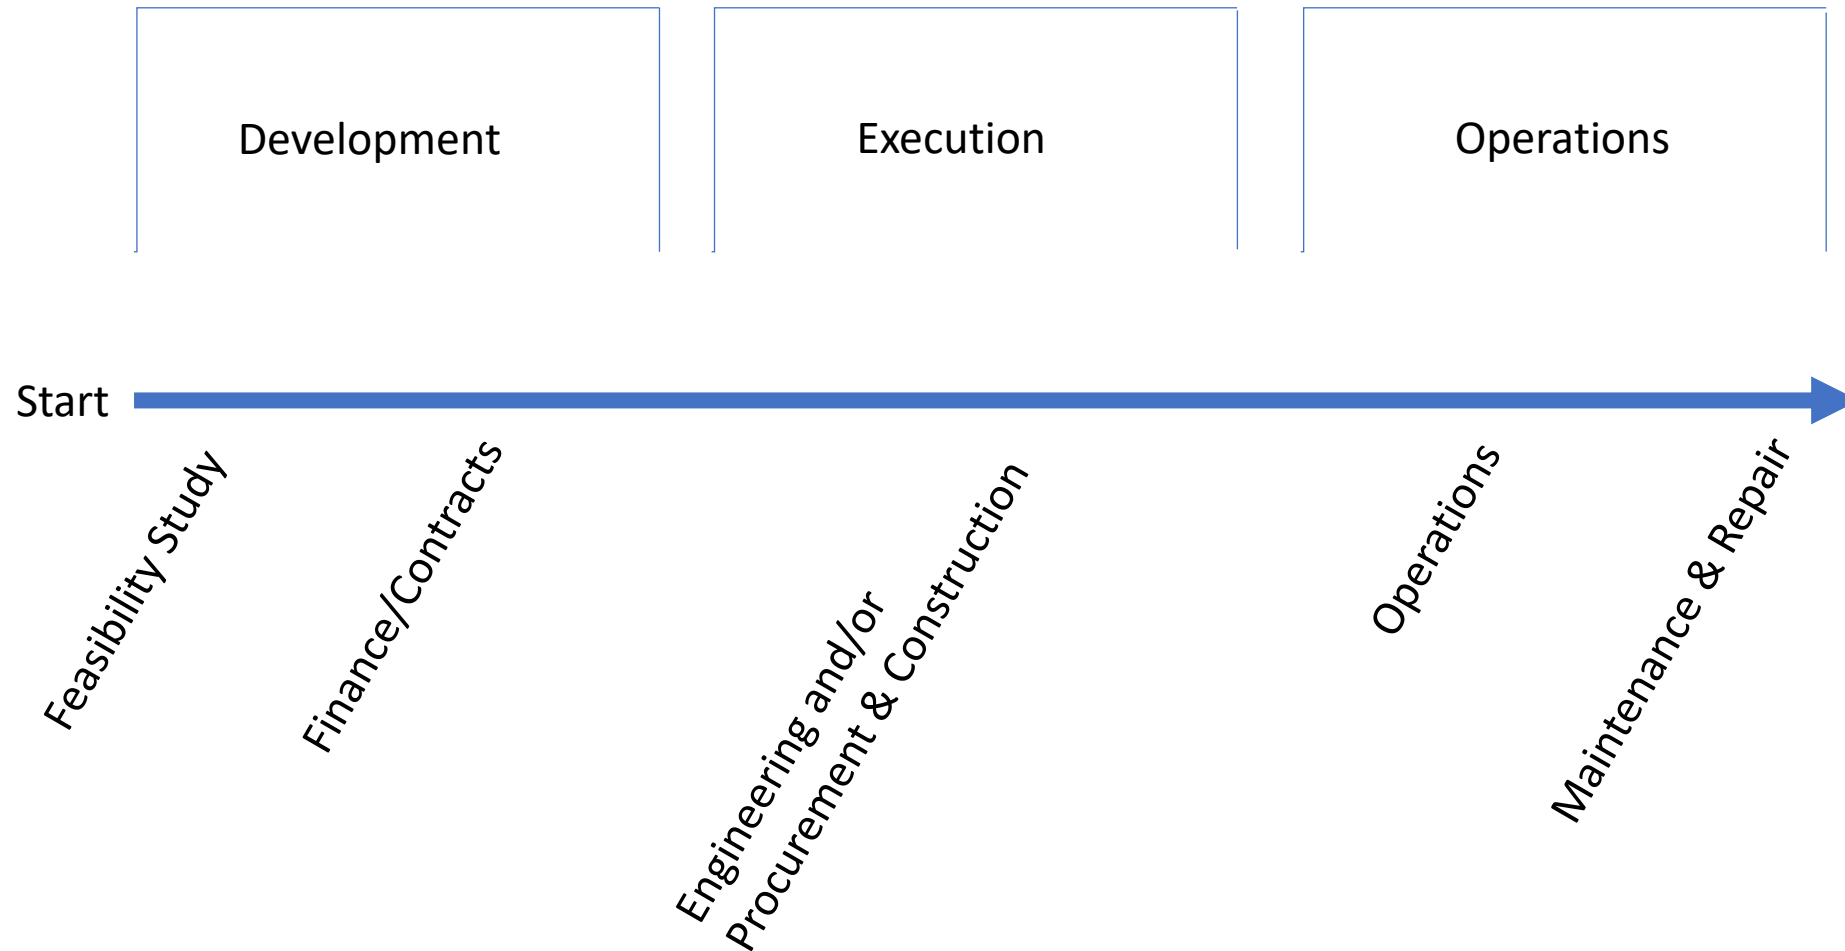 Development
Execution
Operations
Start
Feasibility Study
Finance/Contracts
Engineering and/or
Procurement & Construction
Operations
Maintenance & Repair